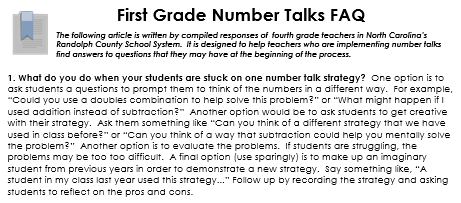 First Grade Number Talks FAQ
The following article is written by compiled responses of fourth grade teachers in North Carolina's
Randolph County School System. It is designed to help teachers who are implementing number talks
find answers to questions that they may have at the beginning of the process.
1. What do you do when your students are stuck on one number talk strategy? One option is to
ask students a questions to prompt them to think of the numbers in a different way. For example,
"Could you use a doubles combination to help solve this problem?" or "What might happen if I
used addition instead of subtraction?" Another option would be to ask students to get creative
with their strategy. Ask them something like "Can you think of a different strategy that we have
used in class before?" or "Can you think of a way that subtraction could help you mentally solve
the problem?" Another option is to evaluate the problems. If students are struggling, the
problems may be too too difficult. A final option (use sparingly) is to make up an imaginary
student from previous years in order to demonstrate a new strategy. Say something like, "A
student in my class last year used this strategy..." Follow up by recording the strategy and asking
students to reflect on the pros and cons.